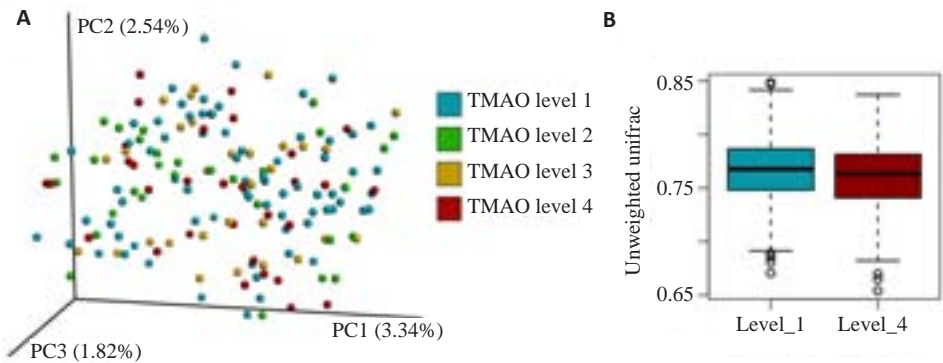 A
PC2 (2.54%)
PC1 (3.34%)
PC3 (1.82%)
TMAO level 1
TMAO level 2
TMAO level 3
TMAO level 4
B
Unweighted unifrac
0.85
0.75
0.65
Level_1 Level_4